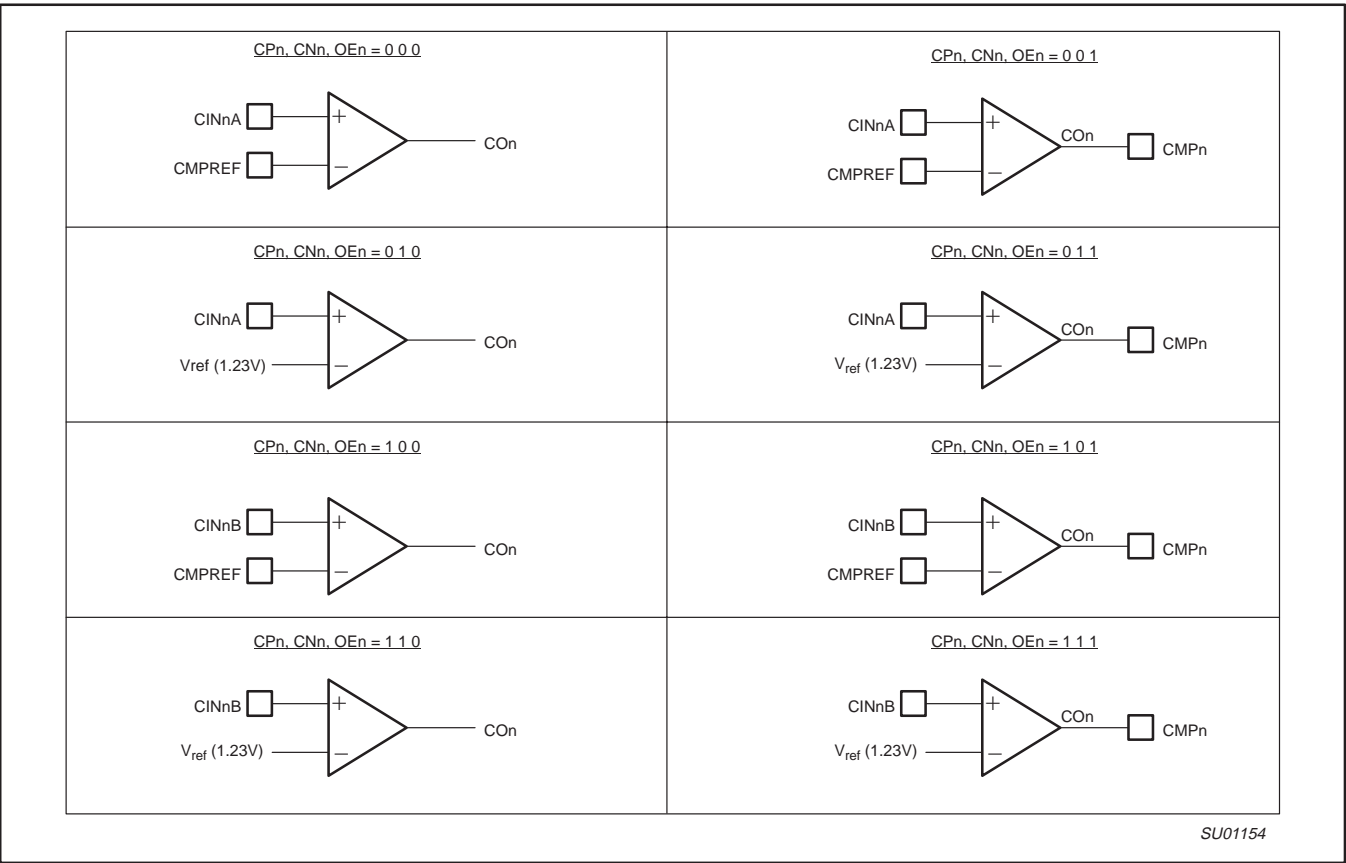 CPn, CNn, OEn = 0 0 0
CINnA
+
CMPREF
–
COn
CPn, CNn, OEn = 0 0 1
CINnA
+
CMPREF
–
COn
CMPn
CPn, CNn, OEn = 0 1 0
CINnA
+
Vref (1.23V)
–
COn
CPn, CNn, OEn = 0 1 1
CINnA
+
Vref (1.23V)
–
COn
CMPn
CPn, CNn, OEn = 1 0 0
CINnB
+
CMPREF
–
COn
CPn, CNn, OEn = 1 0 1
CINnB
+
CMPREF
–
COn
CMPn
CPn, CNn, OEn = 1 1 0
CINnB
+
Vref (1.23V)
–
COn
CPn, CNn, OEn = 1 1 1
CINnB
+
Vref (1.23V)
–
COn
CMPn
SU01154